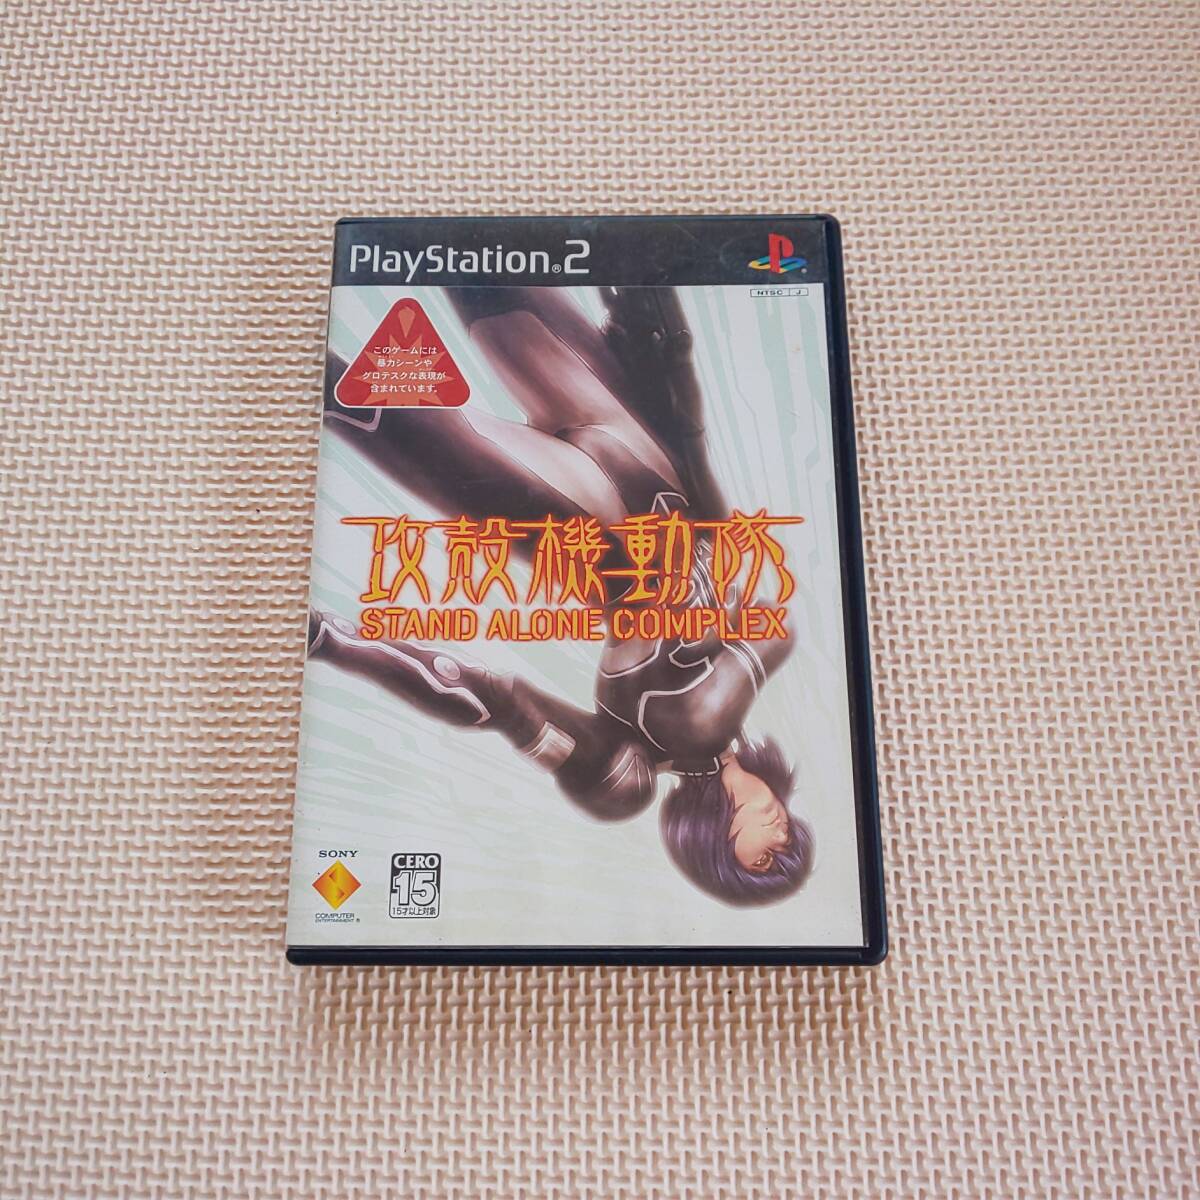 PlayStation®2
NTSC J
このゲームには
暴力シーンや
グロテスクな表現が
含まれています。
攻殻機動隊
STAND ALONE COMPLEX
SONY
COMPUTER
ENTERTAINMENT ®
CERO
15
15才以上対象